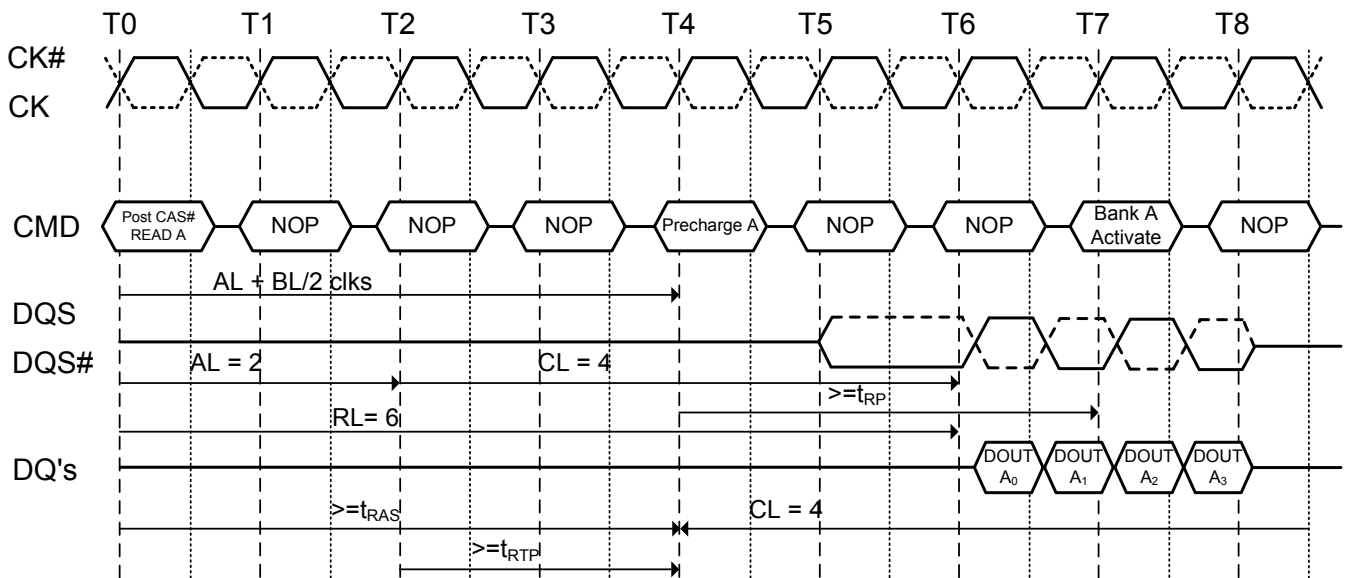 T0 T1 T2 T3 T4 T5 T6 T7 T8
CK#
CK
CMD
Post CAS#
READ A
NOP
NOP
NOP
Precharge A
NOP
NOP
Bank A
Activate
NOP
AL + BL/2 clks
DQS
DQS#
AL = 2
CL = 4
>=tRP
RL= 6
DQ's
DOUT
A0
DOUT
A1
DOUT
A2
DOUT
A3
>=tRAS
CL = 4
>=tRTP